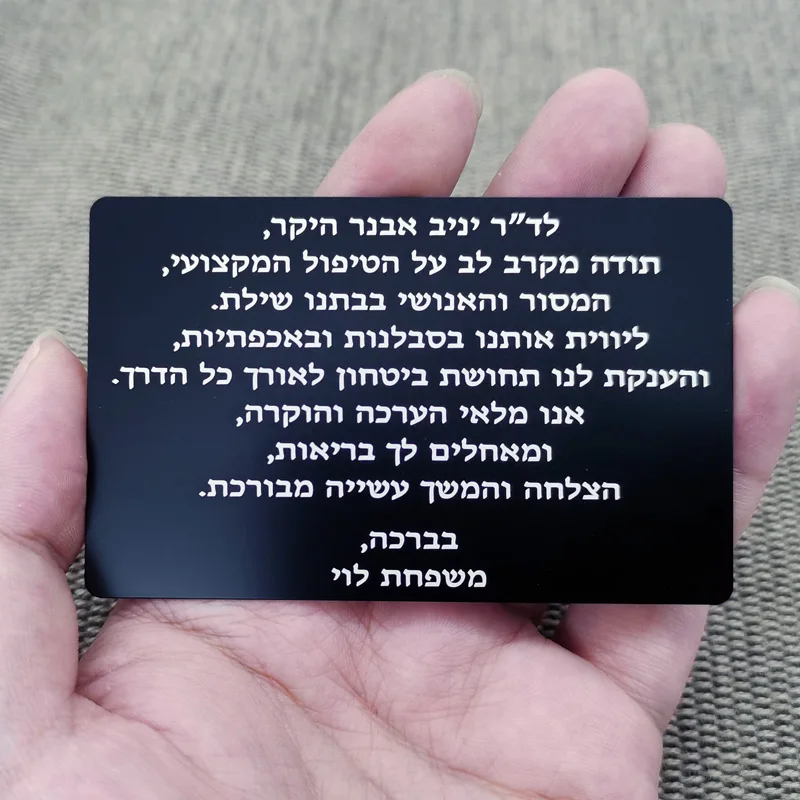 לד"ר יניב אבנר היקר,
תודה מקרב לב על הטיפול המקצועי,
המסור והאנושי בבתנו שילת.
ליווית אותנו בסבלנות ובאכפתיות,
והענקת לנו תחושת ביטחון לאורך כל הדרך.
אנו מלאי הערכה והוקרה,
ומאחלים לך בריאות,
הצלחה והמשך עשייה מבורכת.
בברכה,
משפחת לוי